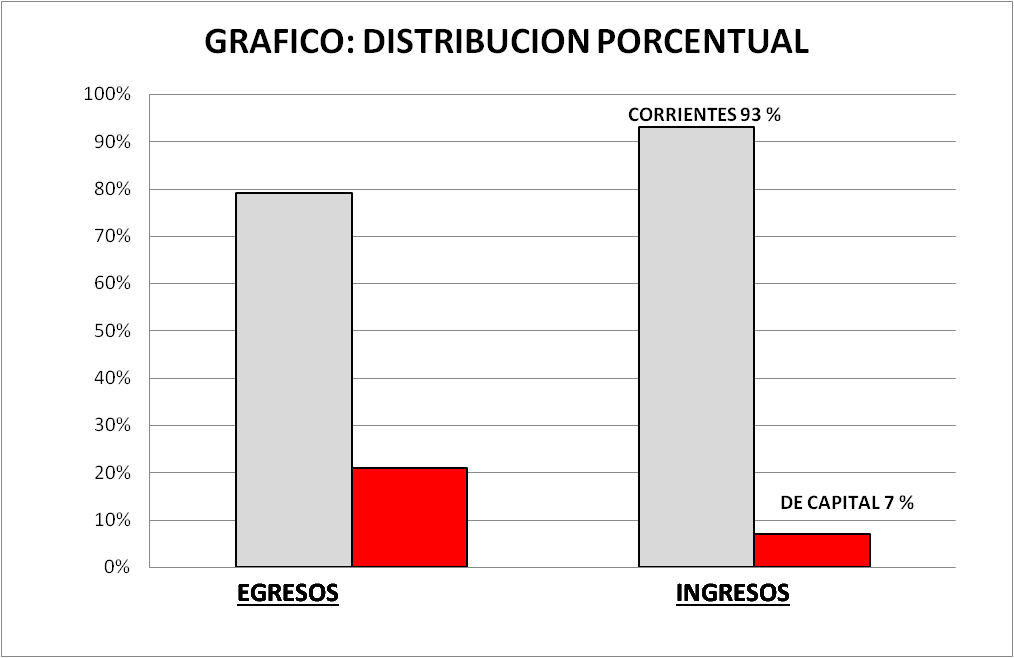 GRAFICO: DISTRIBUCION PORCENTUAL
100%
CORRIENTES 93 %
90%
80%
70%
60%
50%
40%
30%
20%
DE CAPITAL 7 %
10%
0%
EGRESOS
INGRESOS